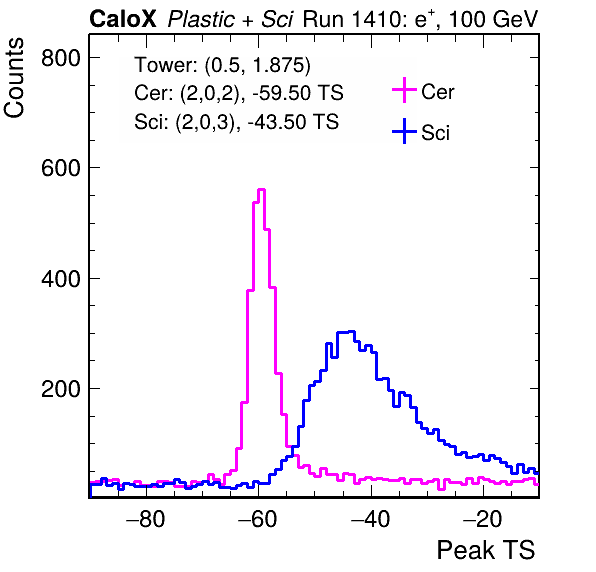 CaloX Plastic + Sci Run 1410: e⁺, 100 GeV
Counts
800
600
400
200
Tower: (0.5, 1.875)
Cer: (2,0,2), -59.50 TS
Sci: (2,0,3), -43.50 TS
Cer
Sci
−80 −60 −40 −20
Peak TS